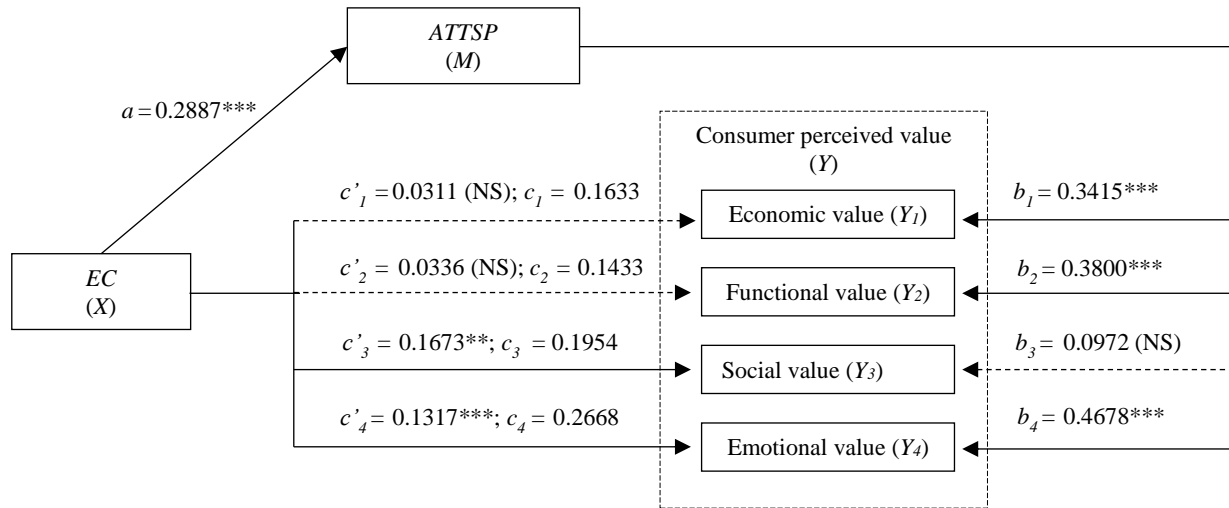 ATTSP
(M)
a = 0.2887***
Consumer perceived value
(Y)
c’1 = 0.0311 (NS); c1 = 0.1633
Economic value (Y1)
b1 = 0.3415***
EC
(X)
c’2 = 0.0336 (NS); c2 = 0.1433
Functional value (Y2)
b2 = 0.3800***
c’3 = 0.1673**; c3 = 0.1954
Social value (Y3)
b3 = 0.0972 (NS)
c’4 = 0.1317***; c4 = 0.2668
Emotional value (Y4)
b4 = 0.4678***